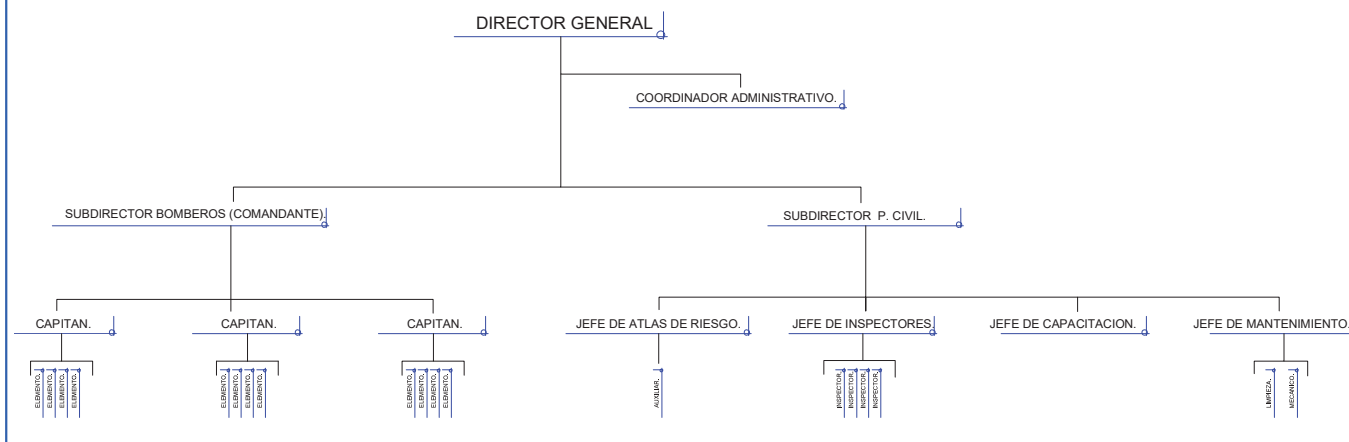 DIRECTOR GENERAL
COORDINADOR ADMINISTRATIVO.
SUBDIRECTOR BOMBEROS (COMANDANTE).
SUBDIRECTOR P. CIVIL.
CAPITAN.
CAPITAN.
CAPITAN.
JEFE DE ATLAS DE RIESGO.
JEFE DE INSPECTORES.
JEFE DE CAPACITACION.
JEFE DE MANTENIMIENTO.
ELEMENTO.
ELEMENTO.
ELEMENTO.
ELEMENTO.
ELEMENTO.
ELEMENTO.
ELEMENTO.
ELEMENTO.
ELEMENTO.
ELEMENTO.
ELEMENTO.
ELEMENTO.
AUXILIAR.
INSPECTOR.
INSPECTOR.
INSPECTOR.
INSPECTOR.
LIMPIEZA.
MECANICO.